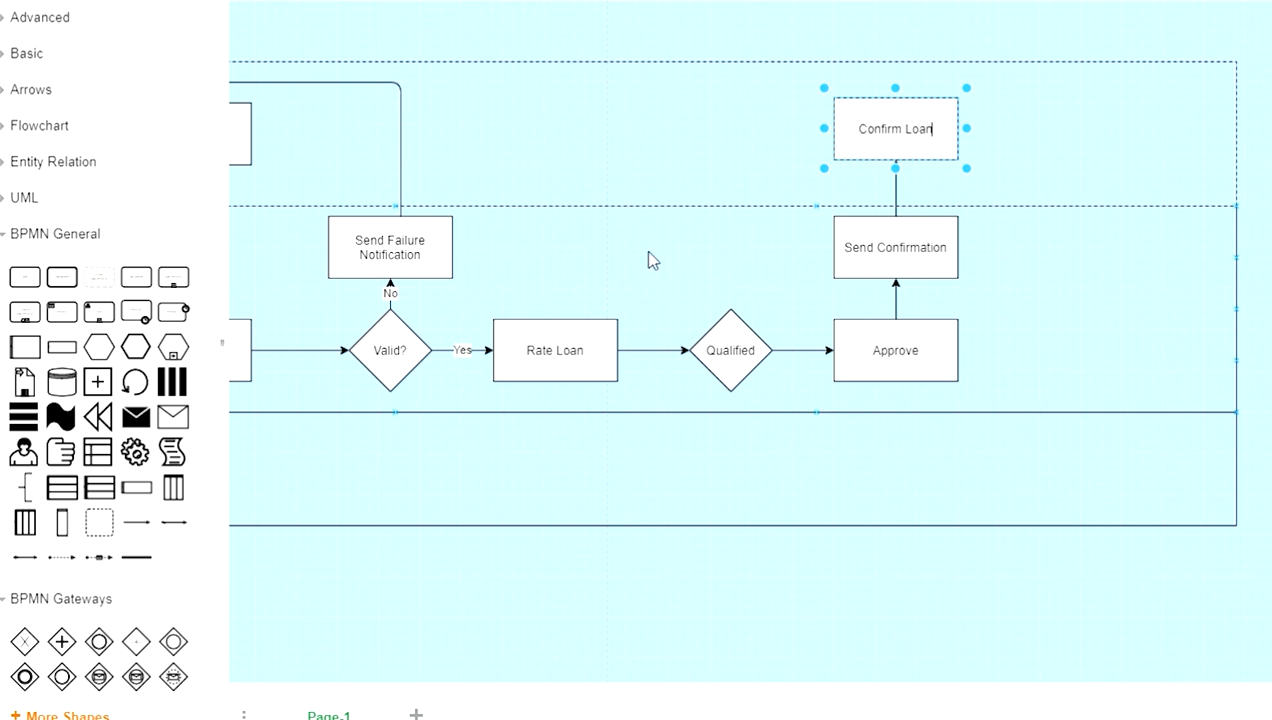 Advanced
Basic
Arrows
Flowchart
Entity Relation
UML
BPMN General
BPMN Gateways
+ More Shapes
Confirm Loan
Send Failure
Notification
Send Confirmation
No
Valid?
Yes
Rate Loan
Qualified
Approve
Page-1